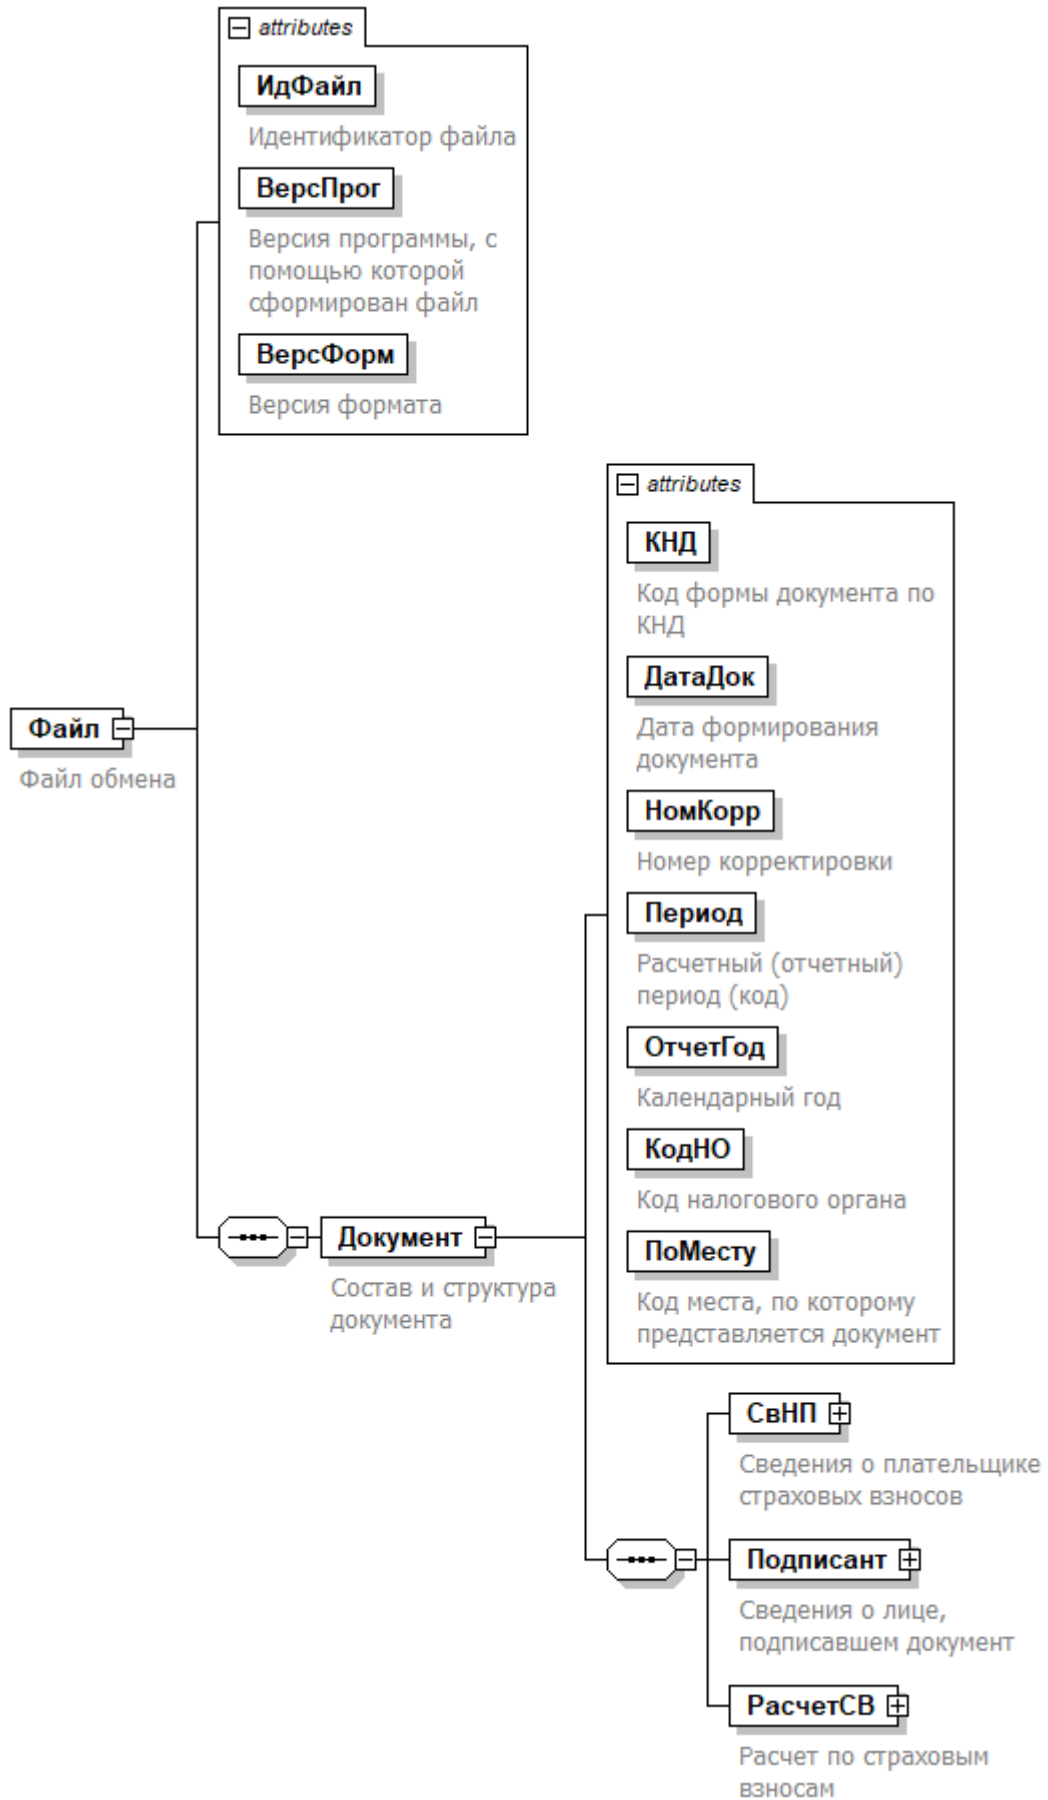 attributes
ИдФайл
Идентификатор файла
ВерсПрог
Версия программы, с
помощью которой
сформирован файл
ВерсФорм
Версия формата
attributes
КНД
Код формы документа по
КНД
ДатаДок
Дата формирования
документа
Файл
Файл обмена
НомКорр
Номер корректировки
Период
Расчетный (отчетный)
период (код)
ОтчетГод
Календарный год
КодНО
Код налогового органа
ПоМесту
Код места, по которому
представляется документ
Документ
Состав и структура
документа
СвНП
Сведения о плательщике
страховых взносов
Подписант
Сведения о лице,
подписавшем документ
РасчетСВ
Расчет по страховым
взносам